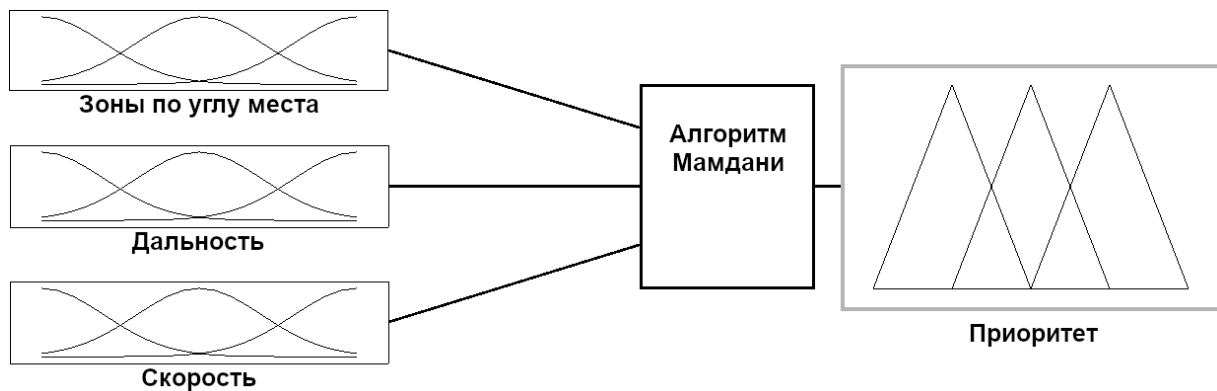 Зоны по углу места
Дальность
Скорость
Алгоритм
Мамдани
Приоритет